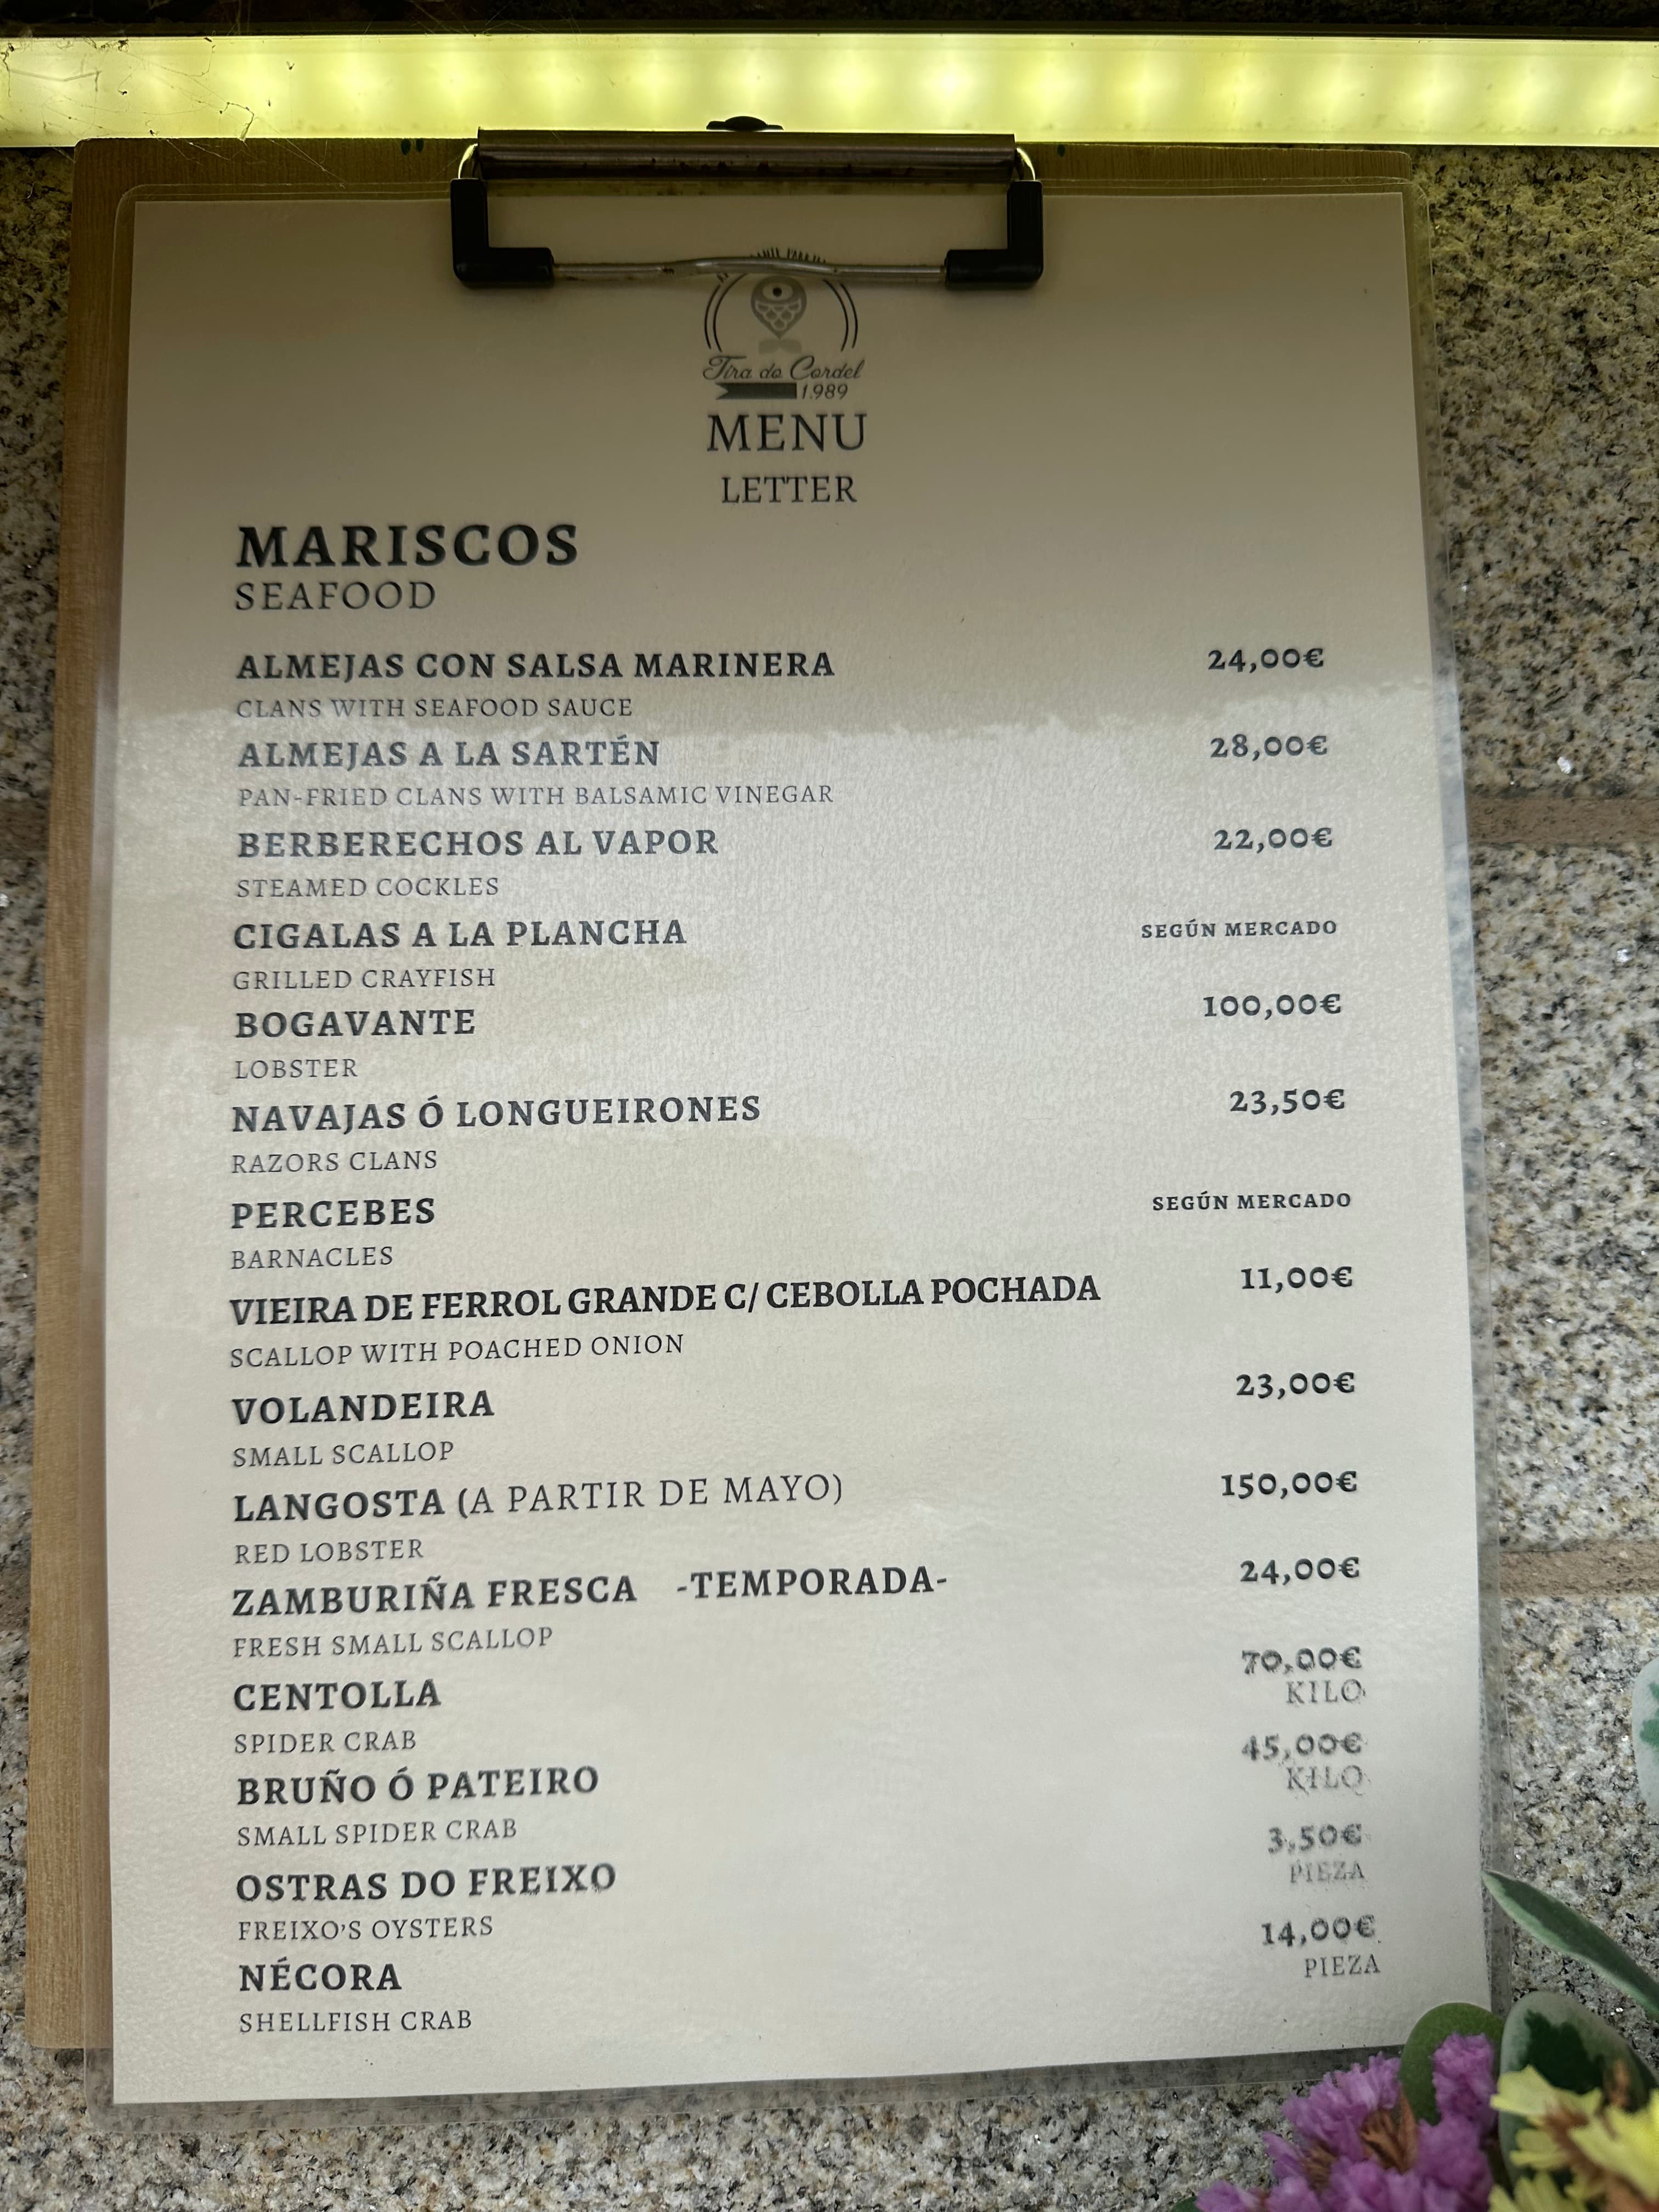 Tira do Cordel
1.989
MENU
LETTER
MARISCOS
SEAFOOD
ALMEJAS CON SALSA MARINERA 24,00€
CLANS WITH SEAFOOD SAUCE
ALMEJAS A LA SARTÉN 28,00€
PAN-FRIED CLANS WITH BALSAMIC VINEGAR
BERBERECHOS AL VAPOR 22,00€
STEAMED COCKLES
CIGALAS A LA PLANCHA SEGÚN MERCADO
GRILLED CRAYFISH
BOGAVANTE 100,00€
LOBSTER
NAVAJAS Ó LONGUEIRONES 23,50€
RAZORS CLANS
PERCEBES SEGÚN MERCADO
BARNACLES
VIEIRA DE FERROL GRANDE C/ CEBOLLA POCHADA 11,00€
SCALLOP WITH POACHED ONION
VOLANDEIRA 23,00€
SMALL SCALLOP
LANGOSTA (A PARTIR DE MAYO) 150,00€
RED LOBSTER
ZAMBURIÑA FRESCA -TEMPORADA- 24,00€
FRESH SMALL SCALLOP
CENTOLLA 70,00€
KILO
SPIDER CRAB
BRUÑO Ó PATEIRO 45,00€
KILO
SMALL SPIDER CRAB
OSTRAS DO FREIXO 3,50€
PIEZA
FREIXO'S OYSTERS
NÉCORA 14,00€
PIEZA
SHELLFISH CRAB